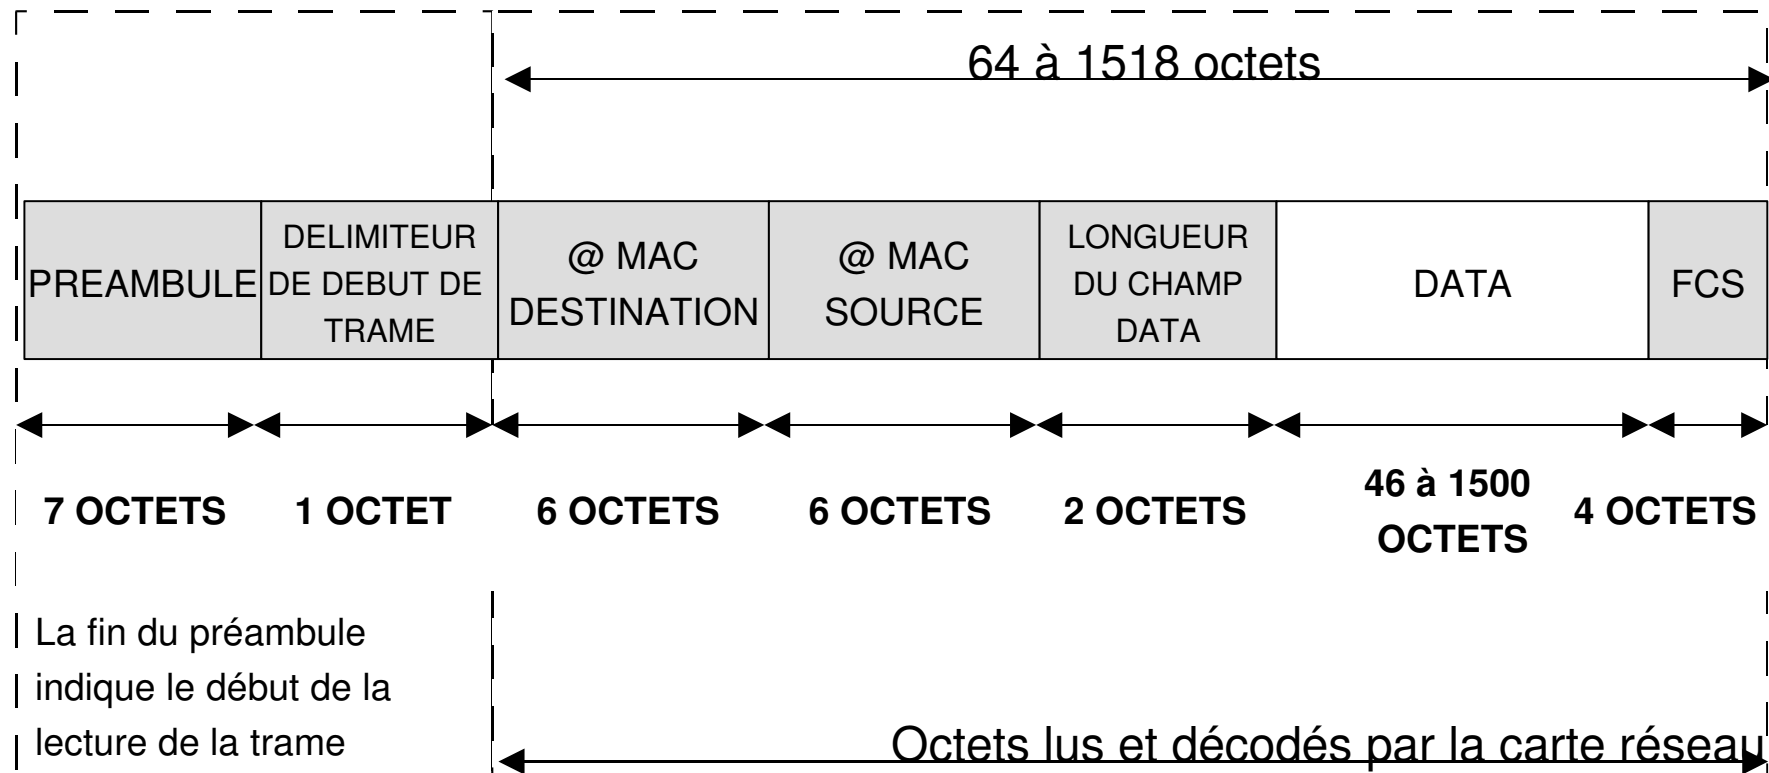 64 à 1518 octets
PREAMBULE
DELIMITEUR
DE DEBUT DE
TRAME
@ MAC
DESTINATION
@ MAC
SOURCE
LONGUEUR
DU CHAMP
DATA
DATA
FCS
7 OCTETS
1 OCTET
6 OCTETS
6 OCTETS
2 OCTETS
46 à 1500
OCTETS
4 OCTETS
La fin du préambule
indique le début de la
lecture de la trame
Octets lus et décodés par la carte réseau